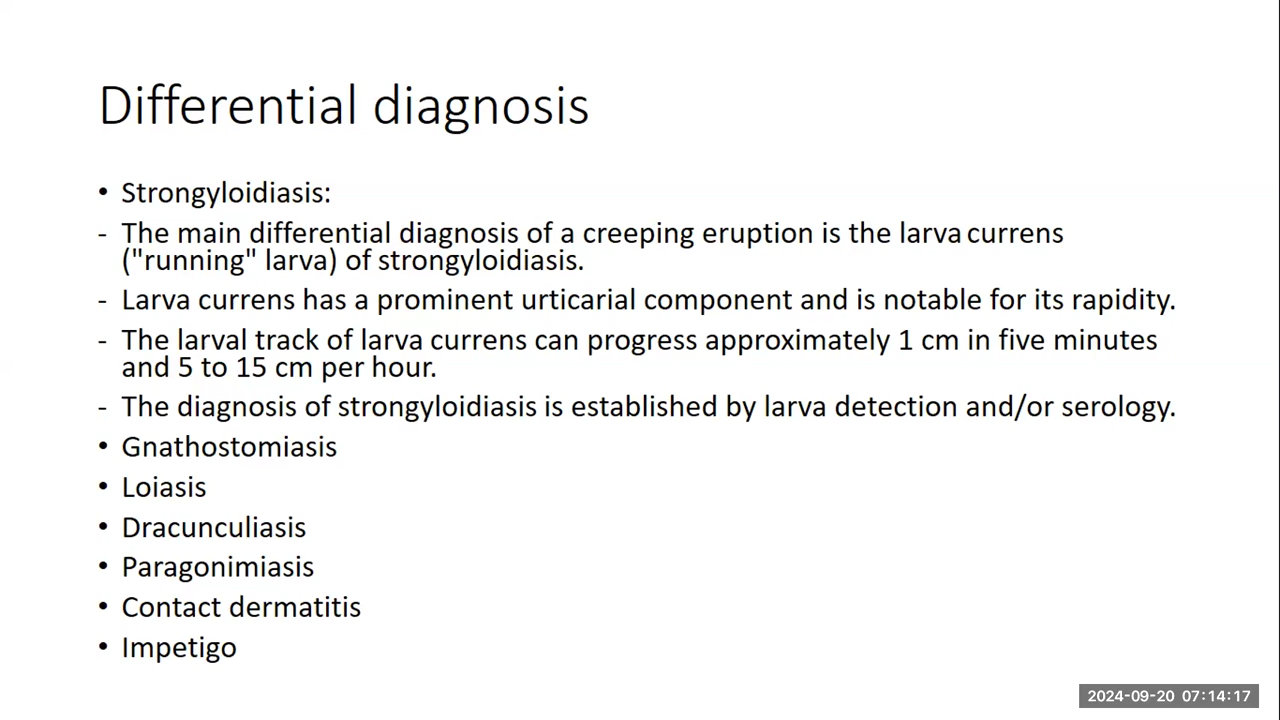 Differential diagnosis
• Strongyloidiasis:
- The main differential diagnosis of a creeping eruption is the larva currens
("running" larva) of strongyloidiasis.
- Larva currens has a prominent urticarial component and is notable for its rapidity.
- The larval track of larva currens can progress approximately 1 cm in five minutes
and 5 to 15 cm per hour.
- The diagnosis of strongyloidiasis is established by larva detection and/or serology.
• Gnathostomiasis
• Loiasis
• Dracunculiasis
• Paragonimiasis
• Contact dermatitis
• Impetigo
2024-09-20 07:14:17